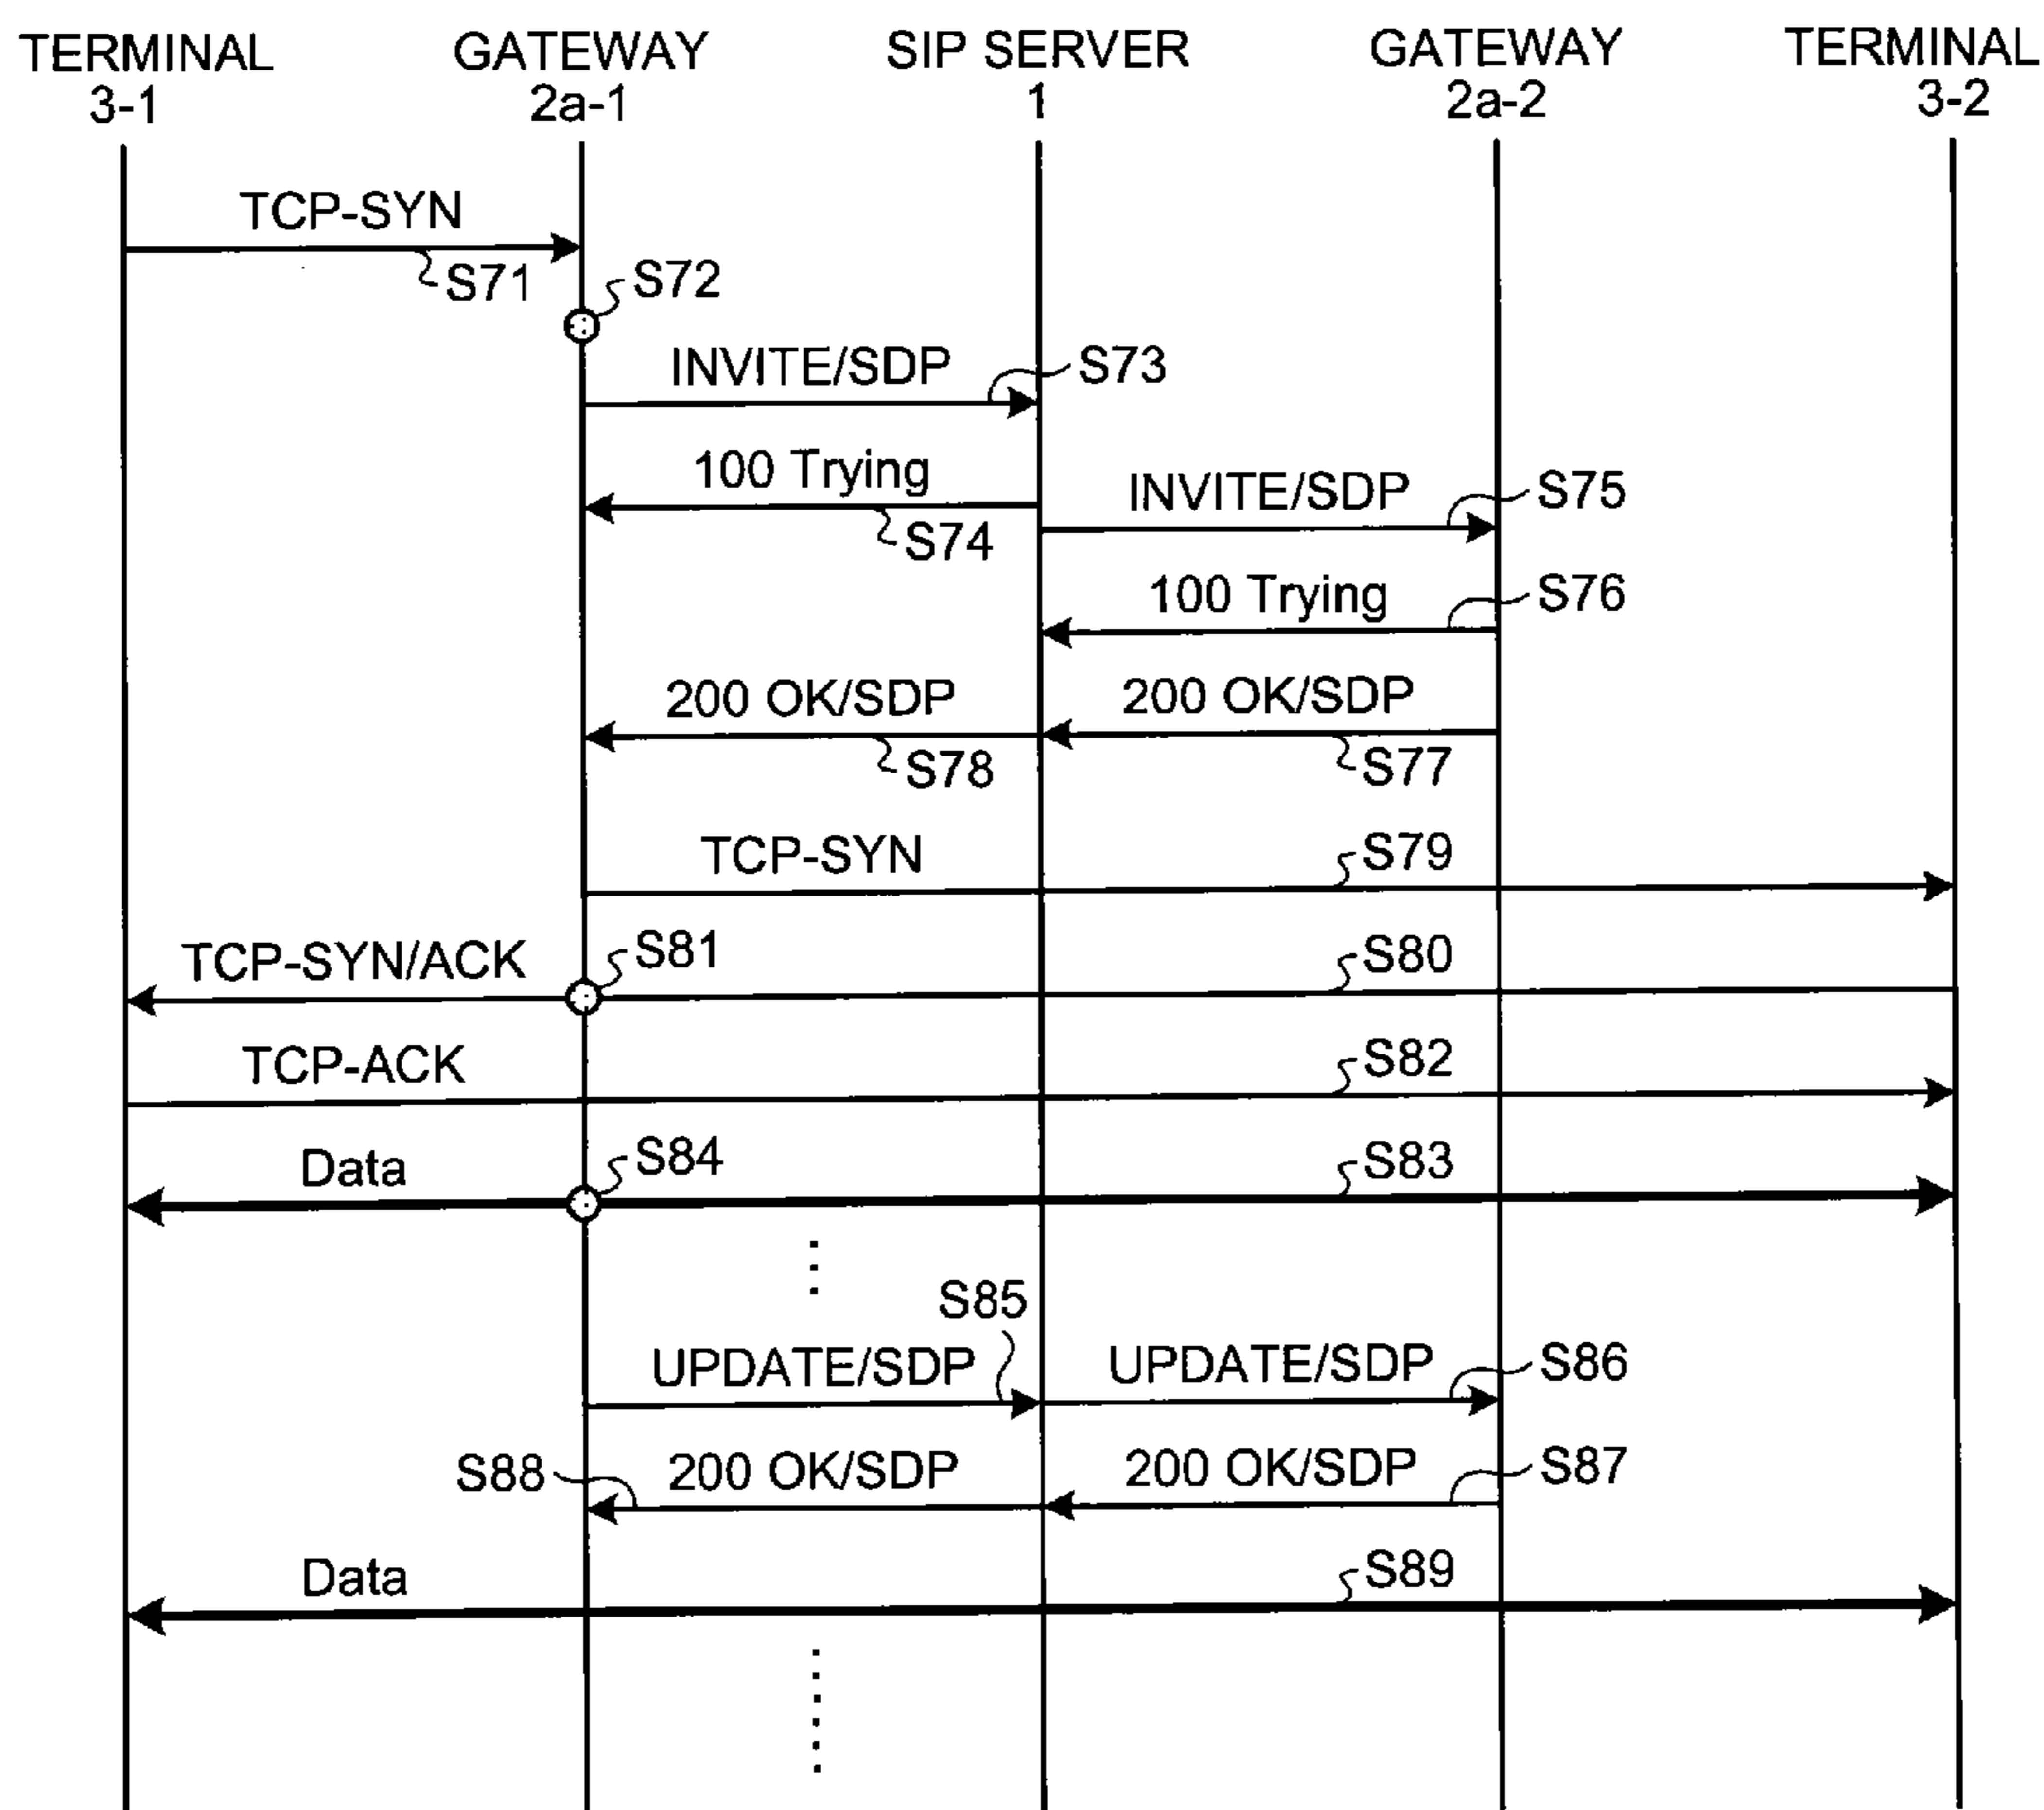 TERMINAL
3-1
GATEWAY
2a-1
SIP SERVER
1
GATEWAY
2a-2
TERMINAL
3-2
TCP-SYN
S71
S72
INVITE/SDP
S73
100 Trying
S74
INVITE/SDP
S75
100 Trying
S76
200 OK/SDP
200 OK/SDP
S78
S77
TCP-SYN
S79
TCP-SYN/ACK
S81
S80
TCP-ACK
S82
Data
S84
S83
S85
UPDATE/SDP
UPDATE/SDP
S86
S88
200 OK/SDP
200 OK/SDP
S87
Data
S89